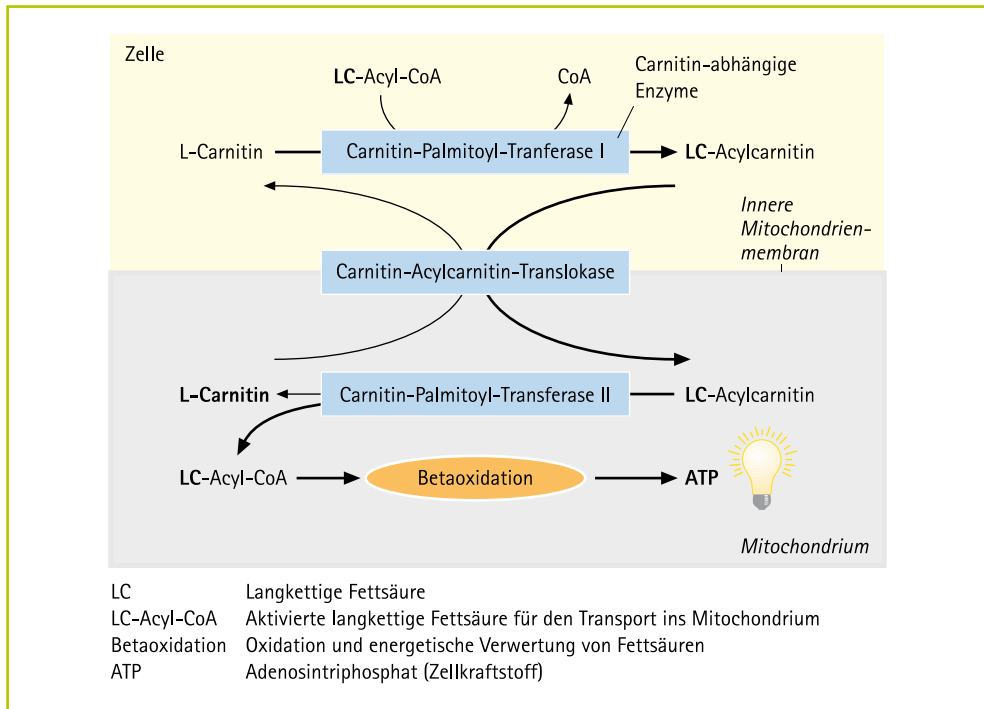 Zelle
LC-Acyl-CoA
CoA
Carnitin-abhängige
Enzyme
L-Carnitin
Carnitin-Palmitoyl-Tranferase I
LC-Acylcarnitin
Innere
Mitochondrien-
membran
Carnitin-Acylcarnitin-Translokase
L-Carnitin
Carnitin-Palmitoyl-Transferase II
LC-Acylcarnitin
LC-Acyl-CoA
Betaoxidation
ATP
Mitochondrium
LC Langkettige Fettsäure
LC-Acyl-CoA Aktivierte langkettige Fettsäure für den Transport ins Mitochondrium
Betaoxidation Oxidation und energetische Verwertung von Fettsäuren
ATP Adenosintriphosphat (Zellkraftstoff)